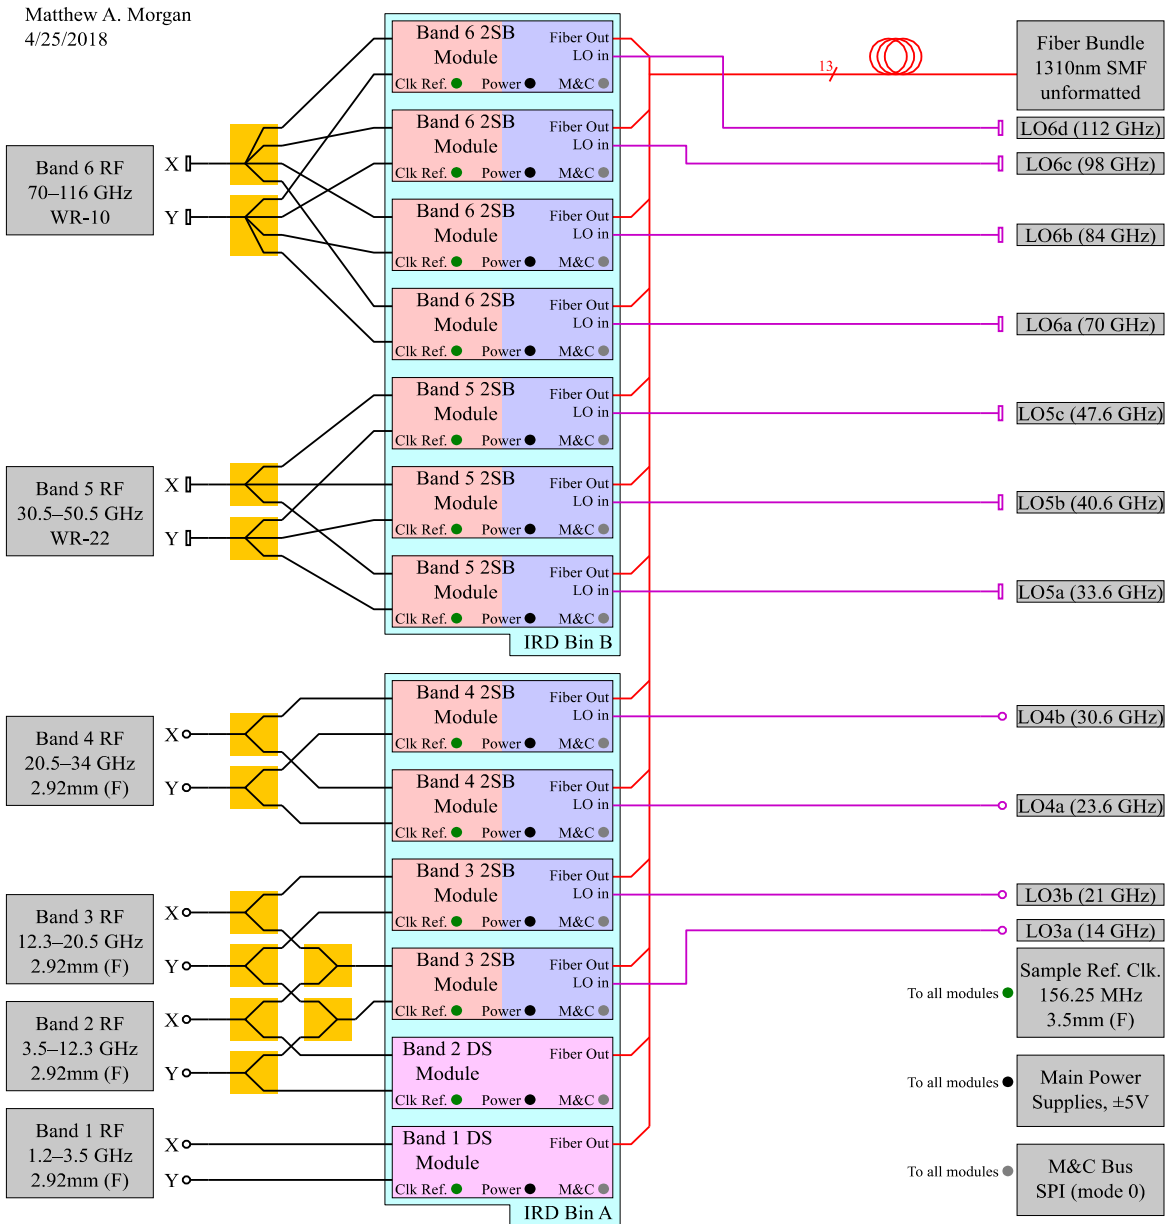 Matthew A. Morgan
4/25/2018
Band 6 RF
70–116 GHz
WR-10
X
Y
Band 5 RF
30.5–50.5 GHz
WR-22
X
Y
Band 4 RF
20.5–34 GHz
2.92mm (F)
X
Y
Band 3 RF
12.3–20.5 GHz
2.92mm (F)
X
Y
Band 2 RF
3.5–12.3 GHz
2.92mm (F)
X
Y
Band 1 RF
1.2–3.5 GHz
2.92mm (F)
X
Y
Band 6 2SB
Module
Fiber Out
LO in
Clk Ref. Power M&C
Band 6 2SB
Module
Fiber Out
LO in
Clk Ref. Power M&C
Band 6 2SB
Module
Fiber Out
LO in
Clk Ref. Power M&C
Band 6 2SB
Module
Fiber Out
LO in
Clk Ref. Power M&C
Band 5 2SB
Module
Fiber Out
LO in
Clk Ref. Power M&C
Band 5 2SB
Module
Fiber Out
LO in
Clk Ref. Power M&C
Band 5 2SB
Module
Fiber Out
LO in
Clk Ref. Power M&C
IRD Bin B
Band 4 2SB
Module
Fiber Out
LO in
Clk Ref. Power M&C
Band 4 2SB
Module
Fiber Out
LO in
Clk Ref. Power M&C
Band 3 2SB
Module
Fiber Out
LO in
Clk Ref. Power M&C
Band 3 2SB
Module
Fiber Out
LO in
Clk Ref. Power M&C
Band 2 DS
Module
Fiber Out
Clk Ref. Power M&C
Band 1 DS
Module
Fiber Out
Clk Ref. Power M&C
IRD Bin A
13
Fiber Bundle
1310nm SMF
unformatted
LO6d (112 GHz)
LO6c (98 GHz)
LO6b (84 GHz)
LO6a (70 GHz)
LO5c (47.6 GHz)
LO5b (40.6 GHz)
LO5a (33.6 GHz)
LO4b (30.6 GHz)
LO4a (23.6 GHz)
LO3b (21 GHz)
LO3a (14 GHz)
To all modules
Sample Ref. Clk.
156.25 MHz
3.5mm (F)
To all modules
Main Power
Supplies, ±5V
To all modules
M&C Bus
SPI (mode 0)